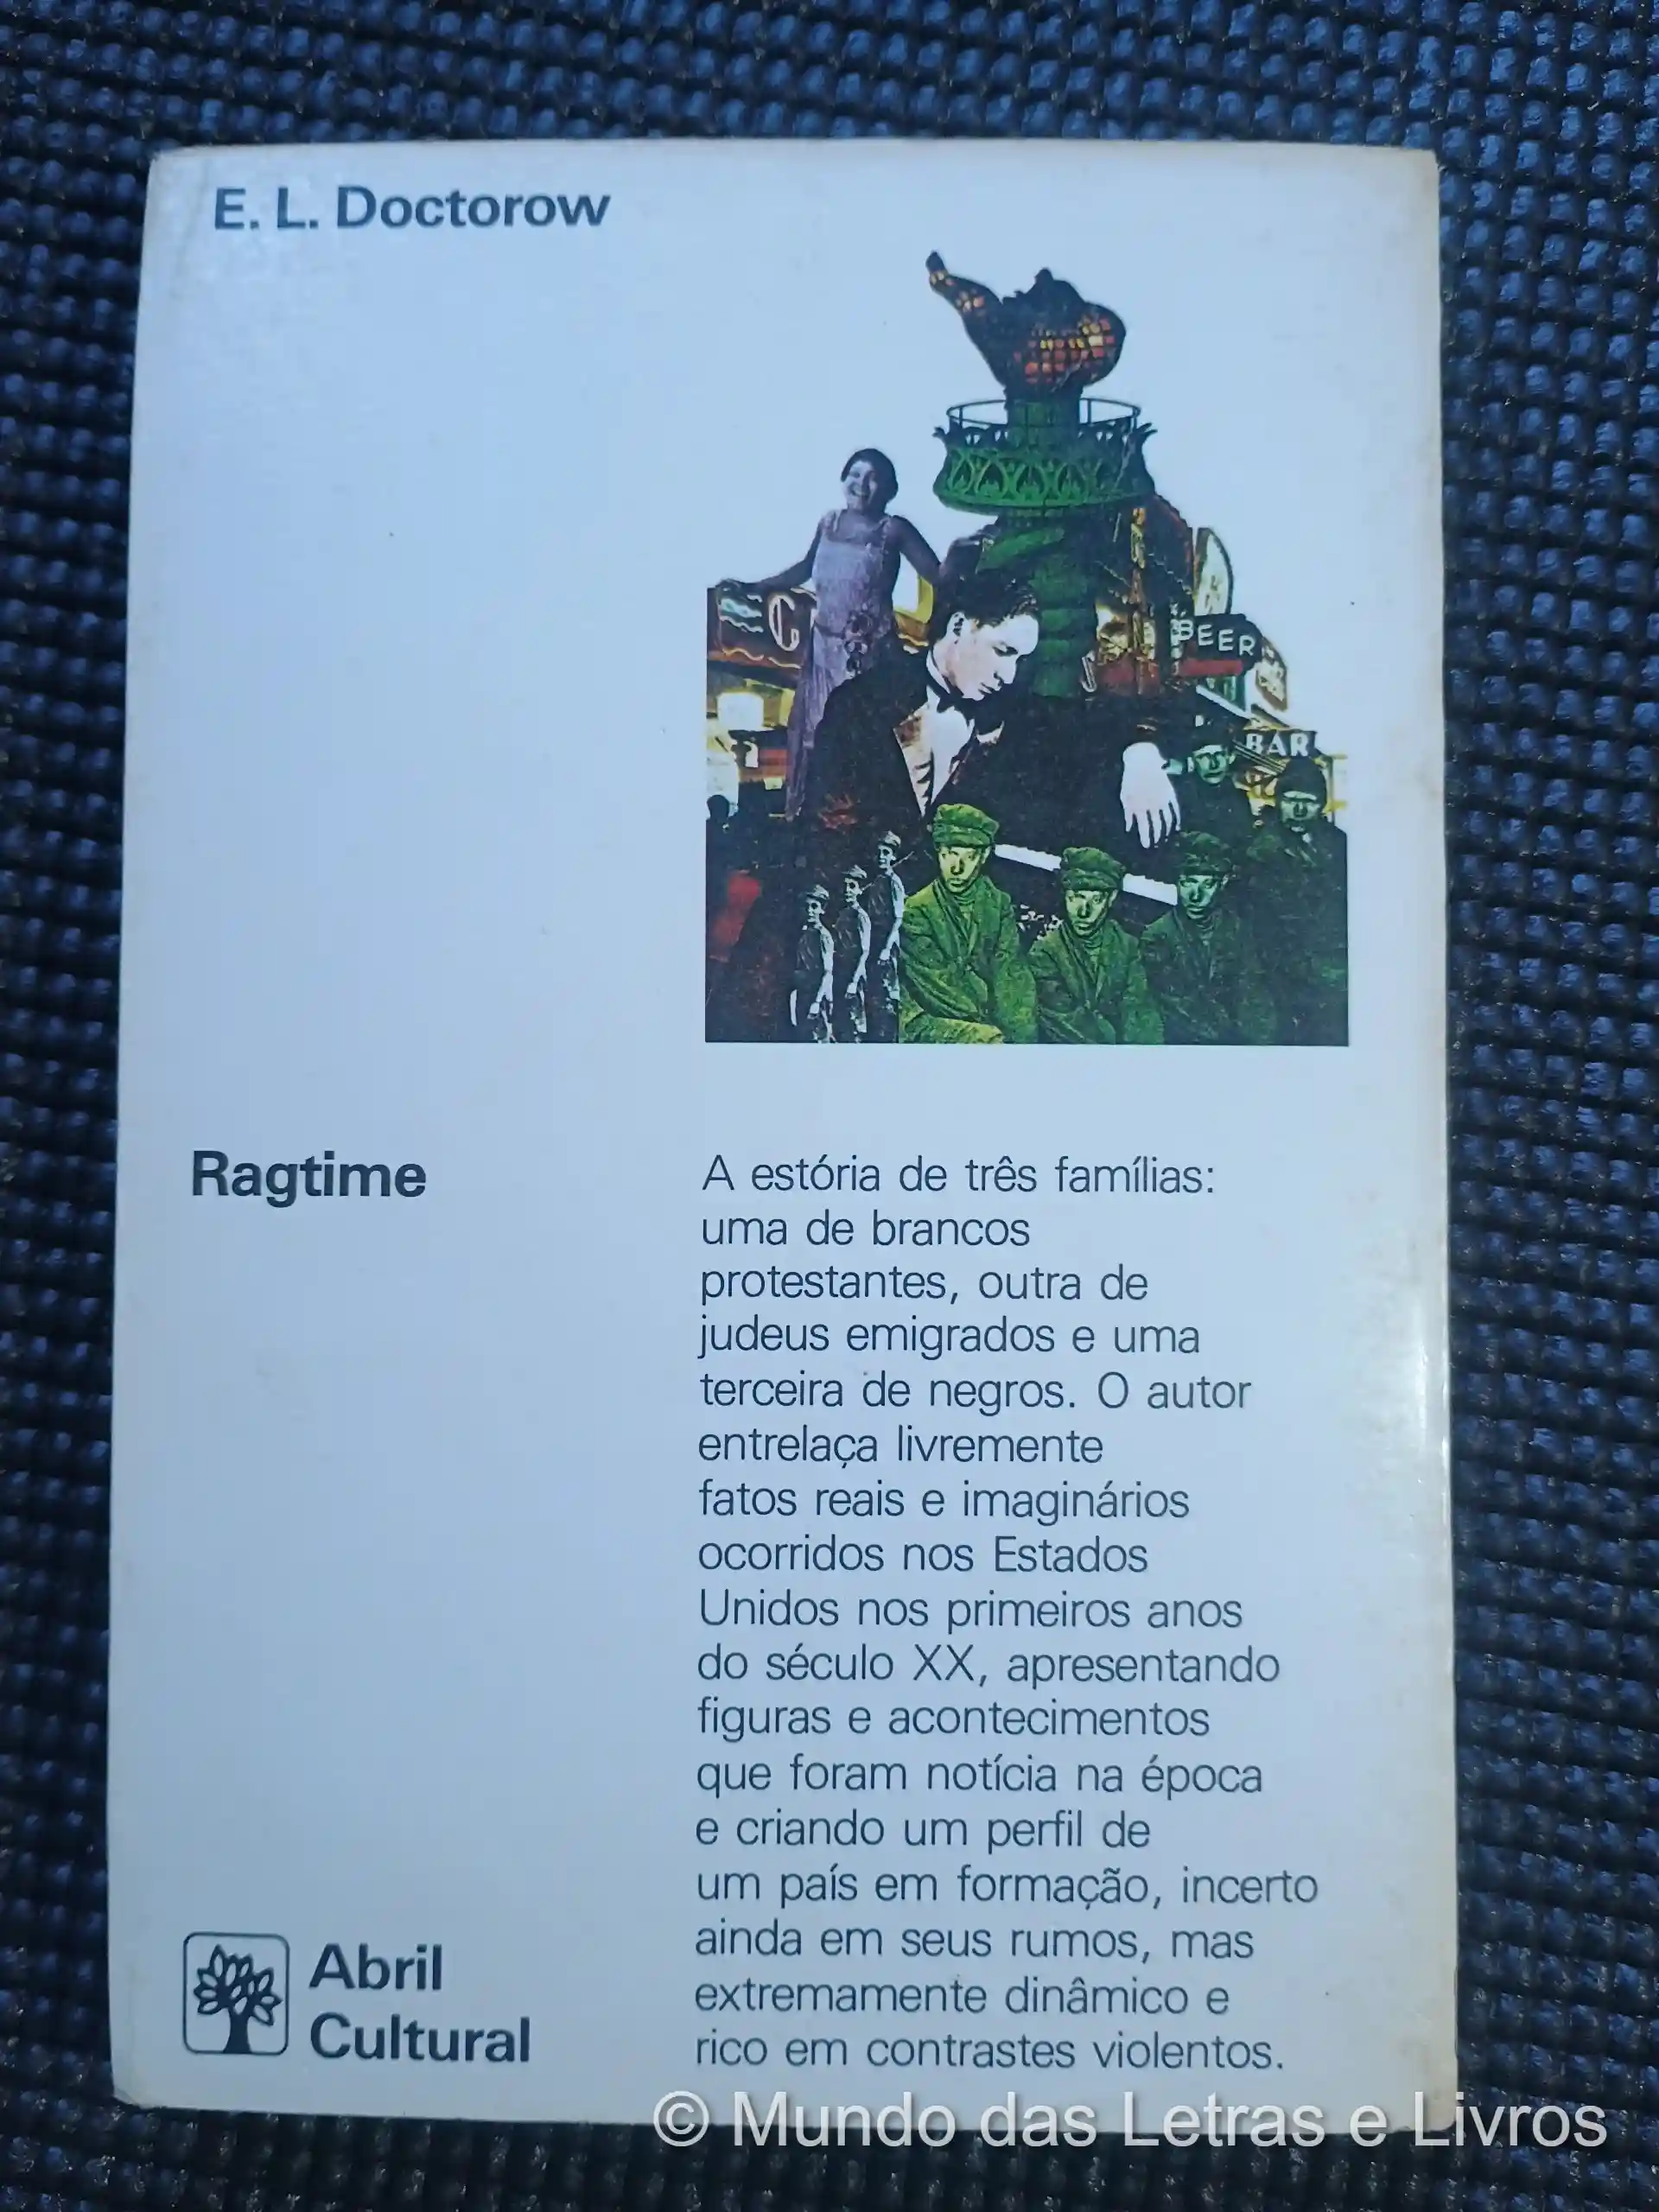 E. L. Doctorow
C
BEER
BAR
Ragtime
A estória de três famílias:
uma de brancos
protestantes, outra de
judeus emigrados e uma
terceira de negros. O autor
entrelaça livremente
fatos reais e imaginários
ocorridos nos Estados
Unidos nos primeiros anos
do século XX, apresentando
figuras e acontecimentos
que foram notícia na época
e criando um perfil de
um país em formação, incerto
ainda em seus rumos, mas
extremamente dinâmico e
rico em contrastes violentos.
Abril
Cultural
© Mundo das Letras e Livros